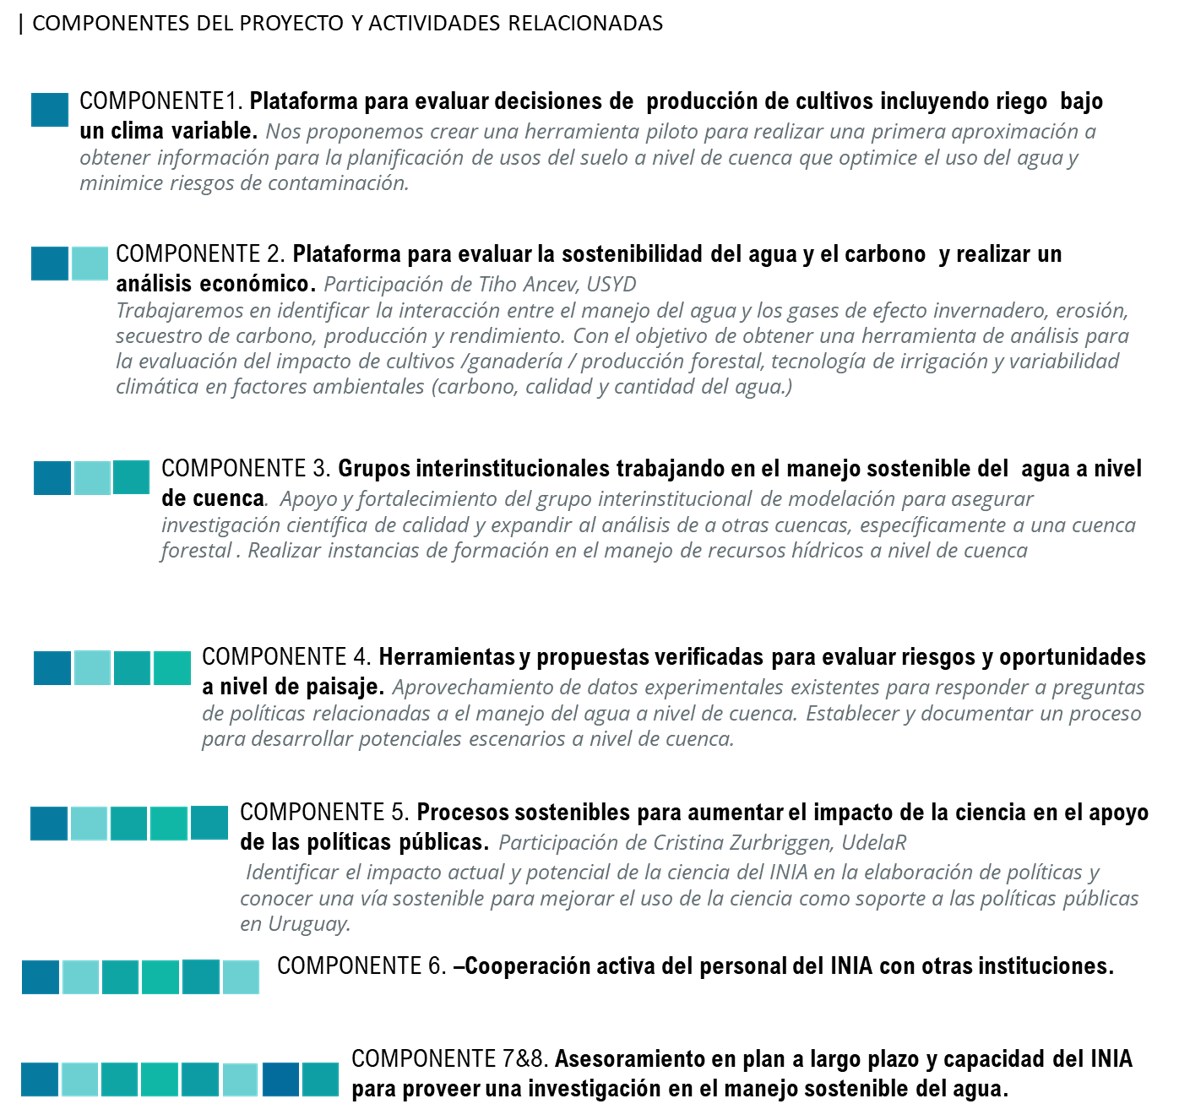 | COMPONENTES DEL PROYECTO Y ACTIVIDADES RELACIONADAS
COMPONENTE1. Plataforma para evaluar decisiones de producción de cultivos incluyendo riego bajo
un clima variable. Nos proponemos crear una herramienta piloto para realizar una primera aproximación a
obtener información para la planificación de usos del suelo a nivel de cuenca que optimice el uso del agua y
minimice riesgos de contaminación.
COMPONENTE 2. Plataforma para evaluar la sostenibilidad del agua y el carbono y realizar un
análisis económico. Participación de Tiho Ancev, USYD
Trabajaremos en identificar la interacción entre el manejo del agua y los gases de efecto invernadero, erosión,
secuestro de carbono, producción y rendimiento. Con el objetivo de obtener una herramienta de análisis para
la evaluación del impacto de cultivos /ganadería / producción forestal, tecnología de irrigación y variabilidad
climática en factores ambientales (carbono, calidad y cantidad del agua.)
COMPONENTE 3. Grupos interinstitucionales trabajando en el manejo sostenible del agua a nivel
de cuenca. Apoyo y fortalecimiento del grupo interinstitucional de modelación para asegurar
investigación científica de calidad y expandir al análisis de a otras cuencas, específicamente a una cuenca
forestal . Realizar instancias de formación en el manejo de recursos hídricos a nivel de cuenca
COMPONENTE 4. Herramientas y propuestas verificadas para evaluar riesgos y oportunidades
a nivel de paisaje. Aprovechamiento de datos experimentales existentes para responder a preguntas
de políticas relacionadas a el manejo del agua a nivel de cuenca. Establecer y documentar un proceso
para desarrollar potenciales escenarios a nivel de cuenca.
COMPONENTE 5. Procesos sostenibles para aumentar el impacto de la ciencia en el apoyo
de las políticas públicas. Participación de Cristina Zurbriggen, UdelaR
Identificar el impacto actual y potencial de la ciencia del INIA en la elaboración de políticas y
conocer una vía sostenible para mejorar el uso de la ciencia como soporte a las políticas públicas
en Uruguay.
COMPONENTE 6. –Cooperación activa del personal del INIA con otras instituciones.
COMPONENTE 7&8. Asesoramiento en plan a largo plazo y capacidad del INIA
para proveer una investigación en el manejo sostenible del agua.